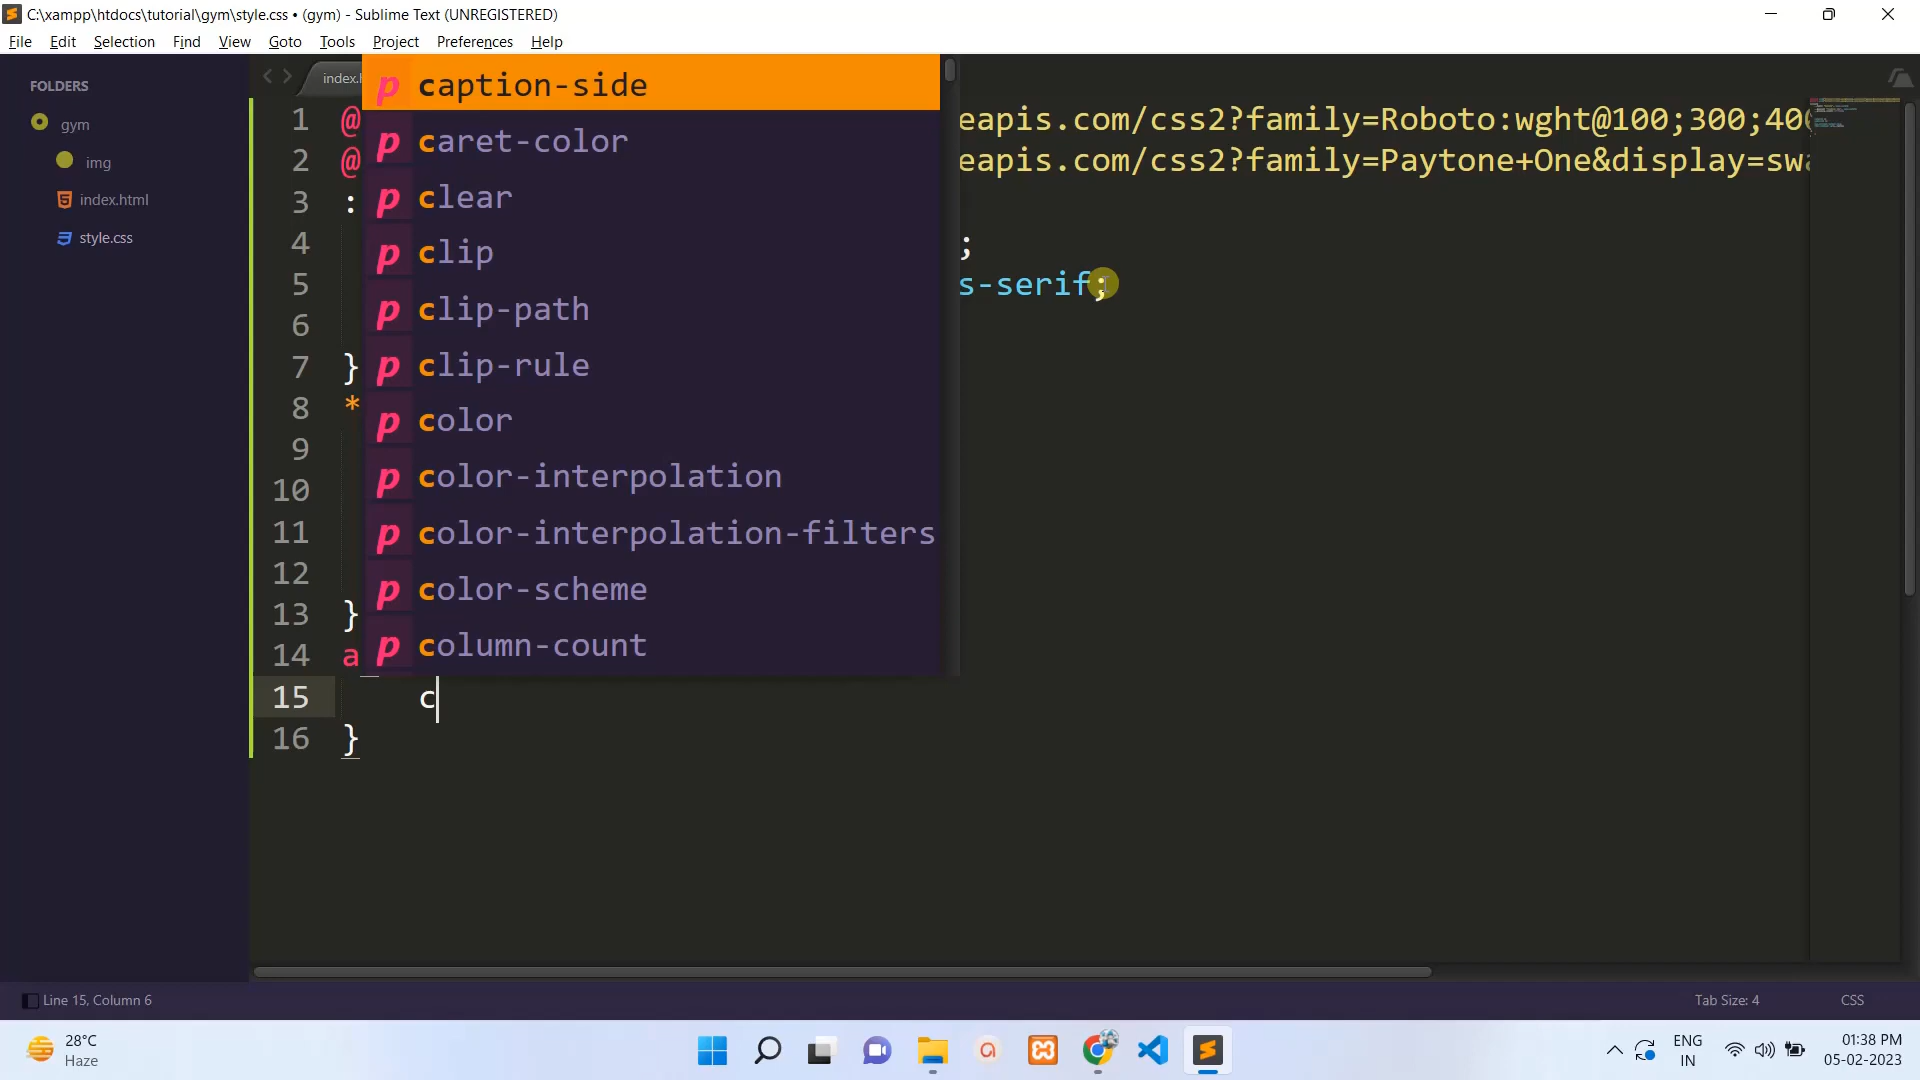 C:\xampp\htdocs\tutorial\gym\style.css • (gym) - Sublime Text (UNREGISTERED)
File Edit Selection Find View Goto Tools Project Preferences Help
FOLDERS
gym
img
index.html
style.css
index.h
caption-side
caret-color
clear
clip
clip-path
clip-rule
color
color-interpolation
color-interpolation-filters
color-scheme
column-count
1 @ eapis.com/css2?family=Roboto:wght@100;300;400
2 @ eapis.com/css2?family=Paytone+One&display=swa
3 :
4 ;
5 s-serif;
6
7 }
8 *
9
10
11
12
13 }
14 a
15 c
16 }
Line 15, Column 6
Tab Size: 4
CSS
28°C
Haze
ENG
IN
01:38 PM
05-02-2023